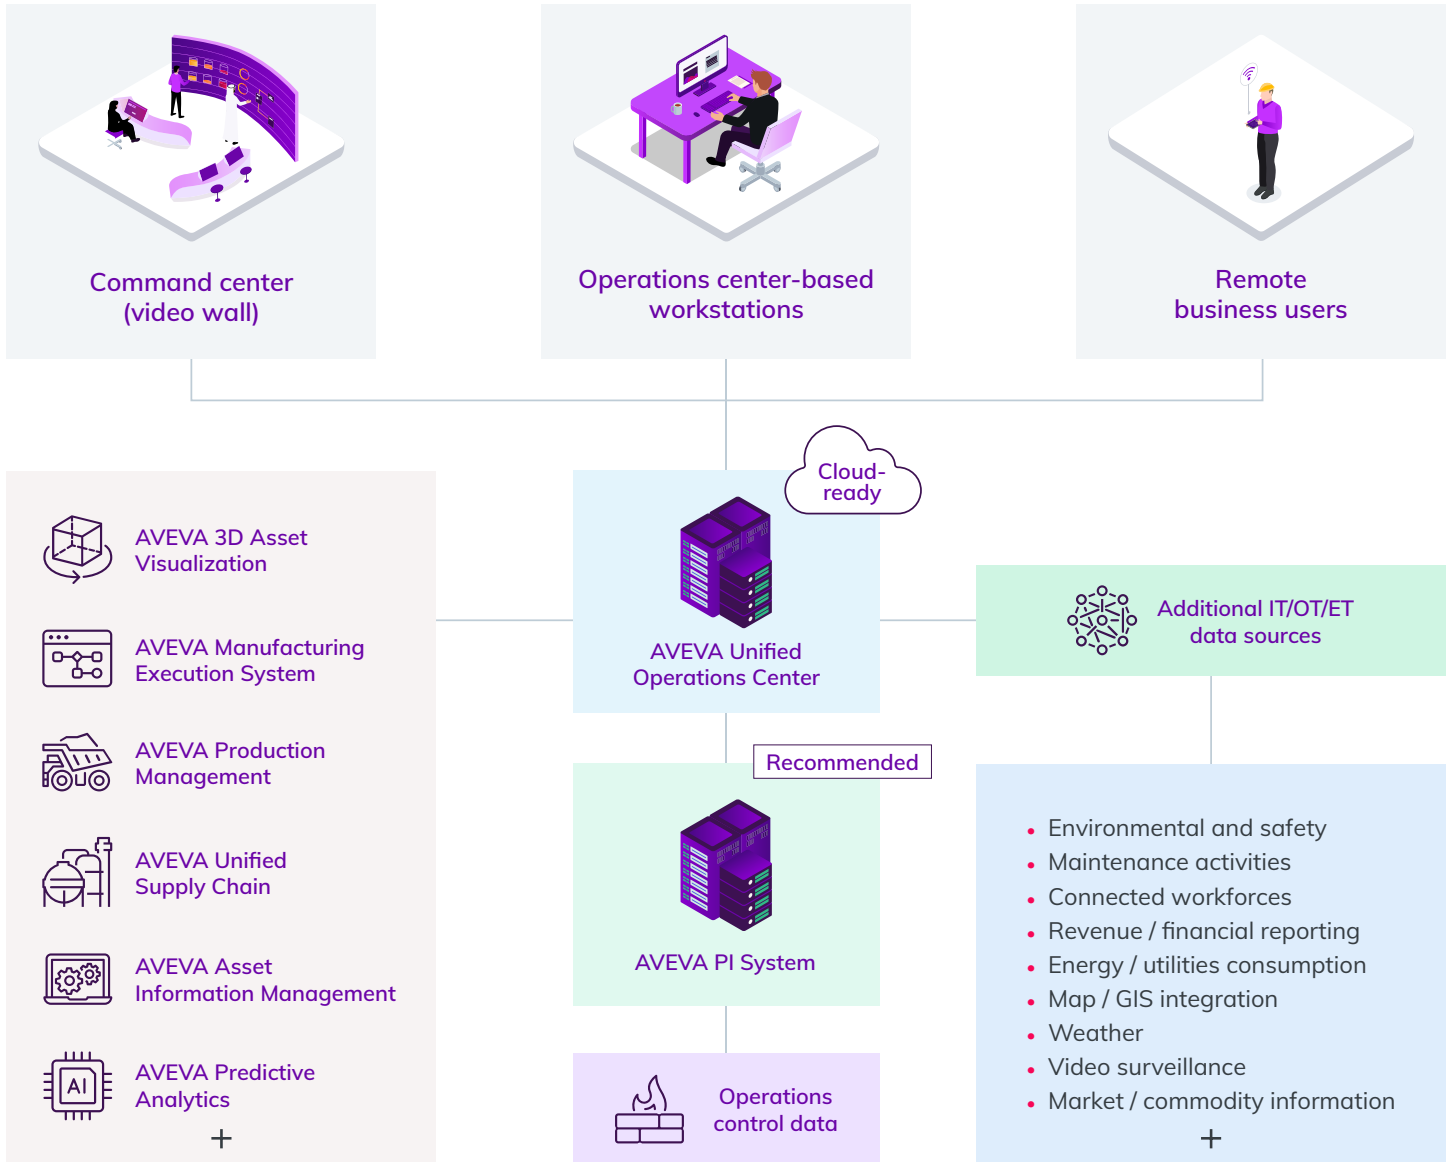 Command center
(video wall)
Operations center-based
workstations
Remote
business users
Cloud-
ready
AVEVA 3D Asset
Visualization
AVEVA Manufacturing
Execution System
AVEVA Production
Management
AVEVA Unified
Supply Chain
AVEVA Asset
Information Management
AI
AVEVA Predictive
Analytics
+
AVEVA Unified
Operations Center
Recommended
AVEVA PI System
Operations
control data
Additional IT/OT/ET
data sources
• Environmental and safety
• Maintenance activities
• Connected workforces
• Revenue / financial reporting
• Energy / utilities consumption
• Map / GIS integration
• Weather
• Video surveillance
• Market / commodity information
+